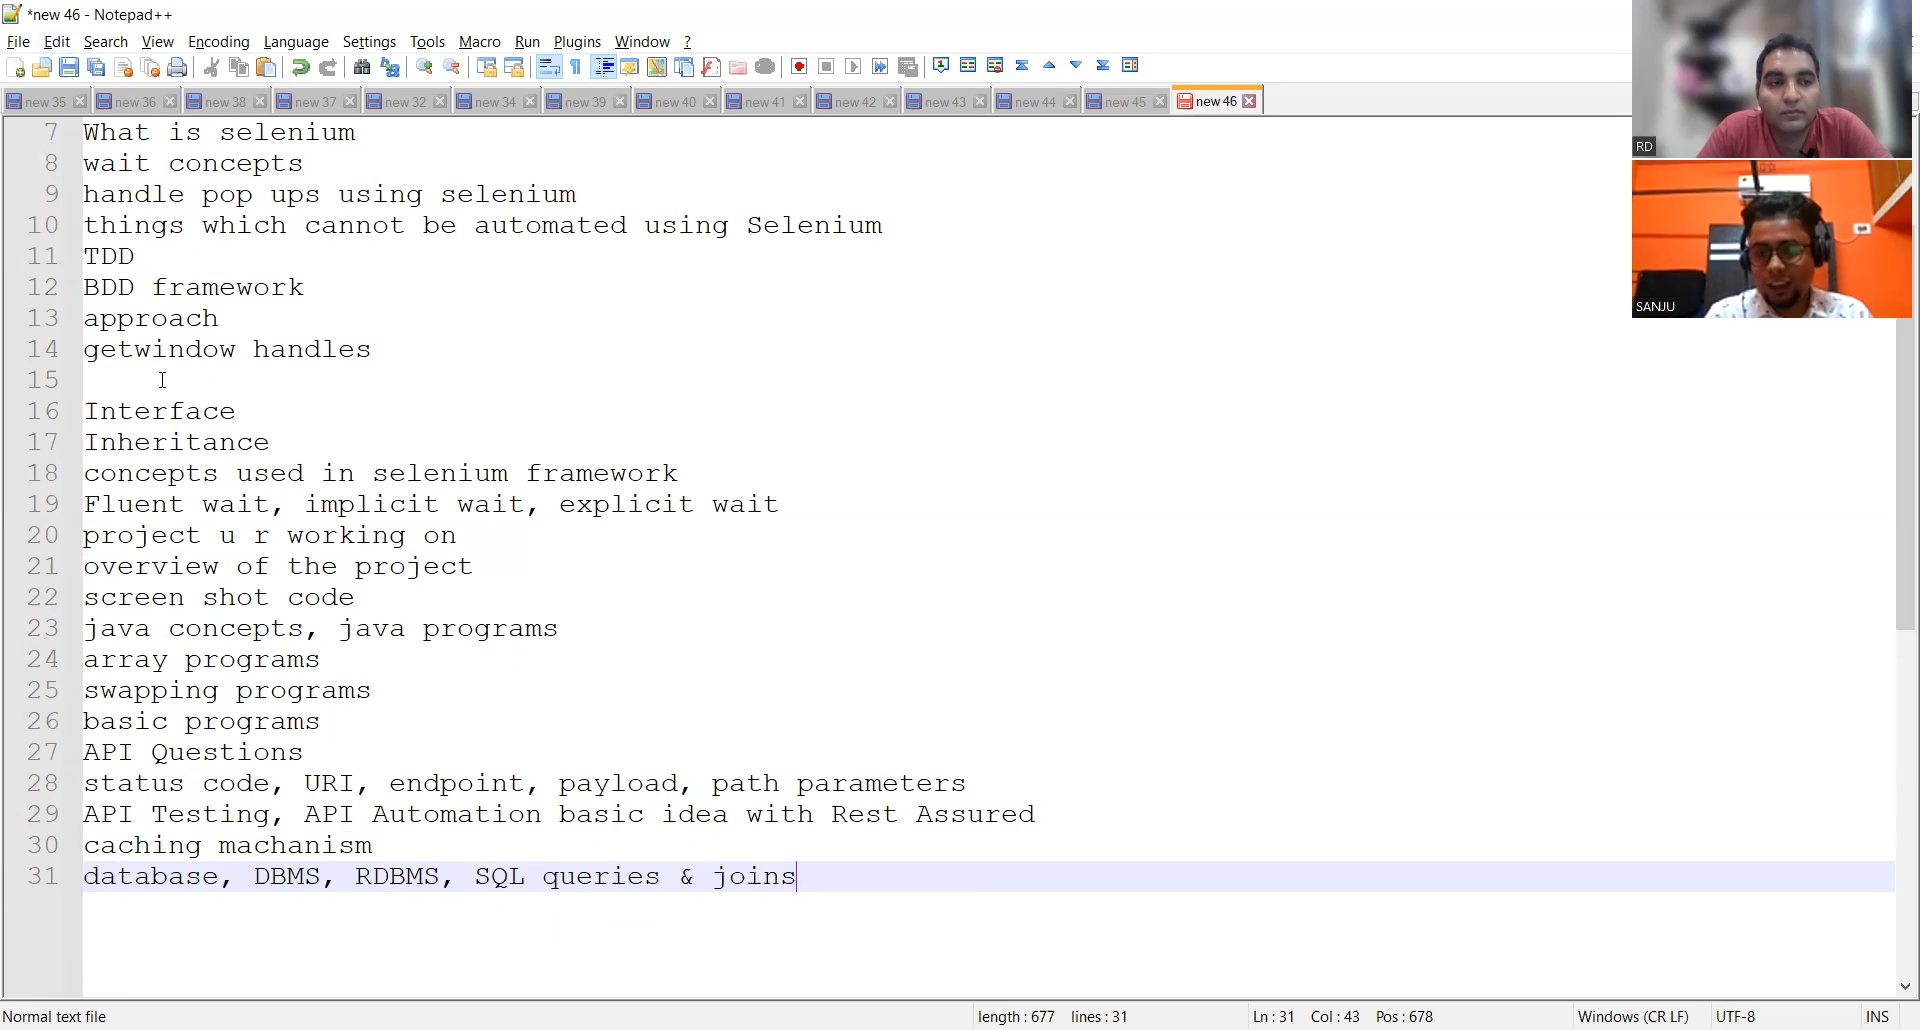 *new 46 - Notepad++
File Edit Search View Encoding Language Settings Tools Macro Run Plugins Window ?
new 35 new 36 new 38 new 37 new 32 new 34 new 39 new 40 new 41 new 42 new 43 new 44 new 45 new 46
7 What is selenium
8 wait concepts
9 handle pop ups using selenium
10 things which cannot be automated using Selenium
11 TDD
12 BDD framework
13 approach
14 getwindow handles
15
16 Interface
17 Inheritance
18 concepts used in selenium framework
19 Fluent wait, implicit wait, explicit wait
20 project u r working on
21 overview of the project
22 screen shot code
23 java concepts, java programs
24 array programs
25 swapping programs
26 basic programs
27 API Questions
28 status code, URI, endpoint, payload, path parameters
29 API Testing, API Automation basic idea with Rest Assured
30 caching machanism
31 database, DBMS, RDBMS, SQL queries & joins
RD
SANJU
Normal text file length : 677 lines : 31 Ln : 31 Col : 43 Pos : 678 Windows (CR LF) UTF-8 INS